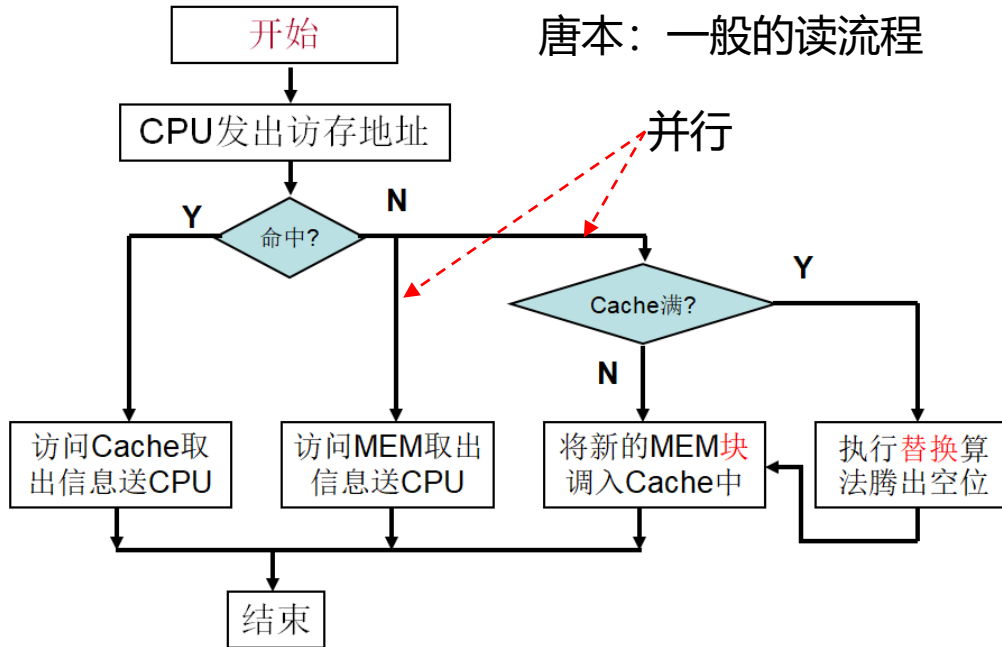 唐本：一般的读流程
开始
CPU发出访存地址
并行
命中?
Y
N
Cache满?
Y
N
访问Cache取
出信息送CPU
访问MEM取出
信息送CPU
将新的MEM块
调入Cache中
执行替换算
法腾出空位
结束